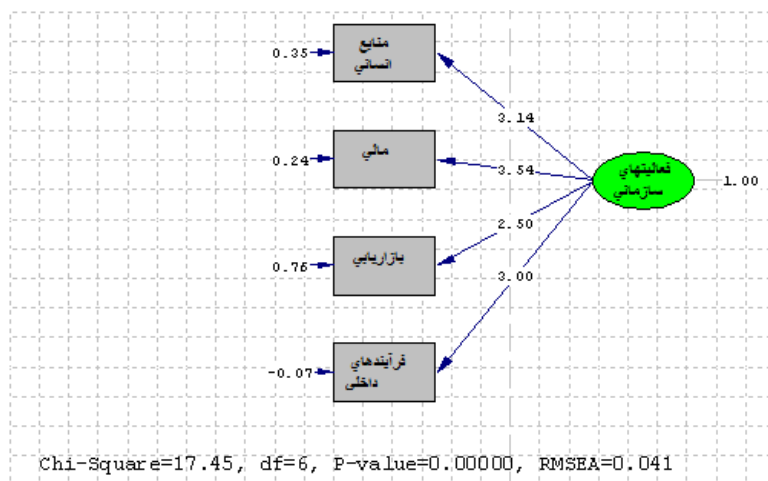 0.35
منابع
انساني
3.14
0.24
مالي
3.54
فعاليتهاي
سازماني
1.00
2.50
0.76
بازاريابي
3.00
-0.07
فرآيندهاي
داخلی
Chi-Square=17.45, df=6, P-value=0.00000, RMSEA=0.041